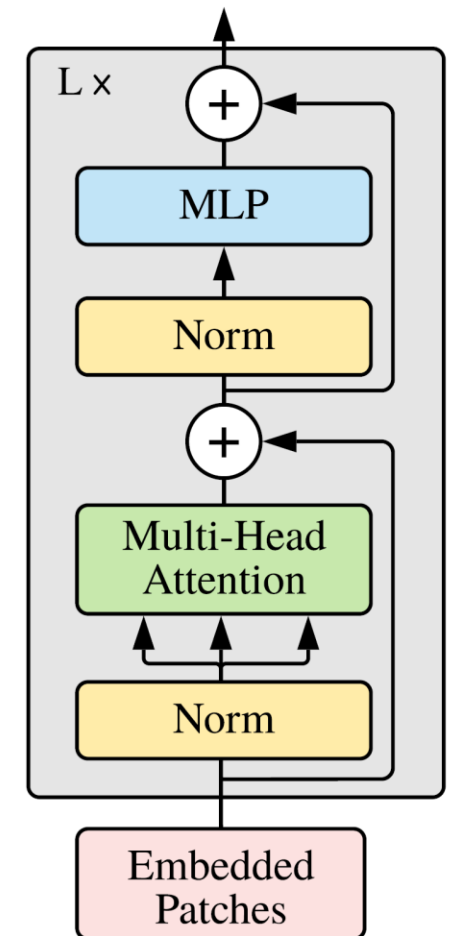 L ×
+
MLP
Norm
+
Multi-Head
Attention
Norm
Embedded
Patches